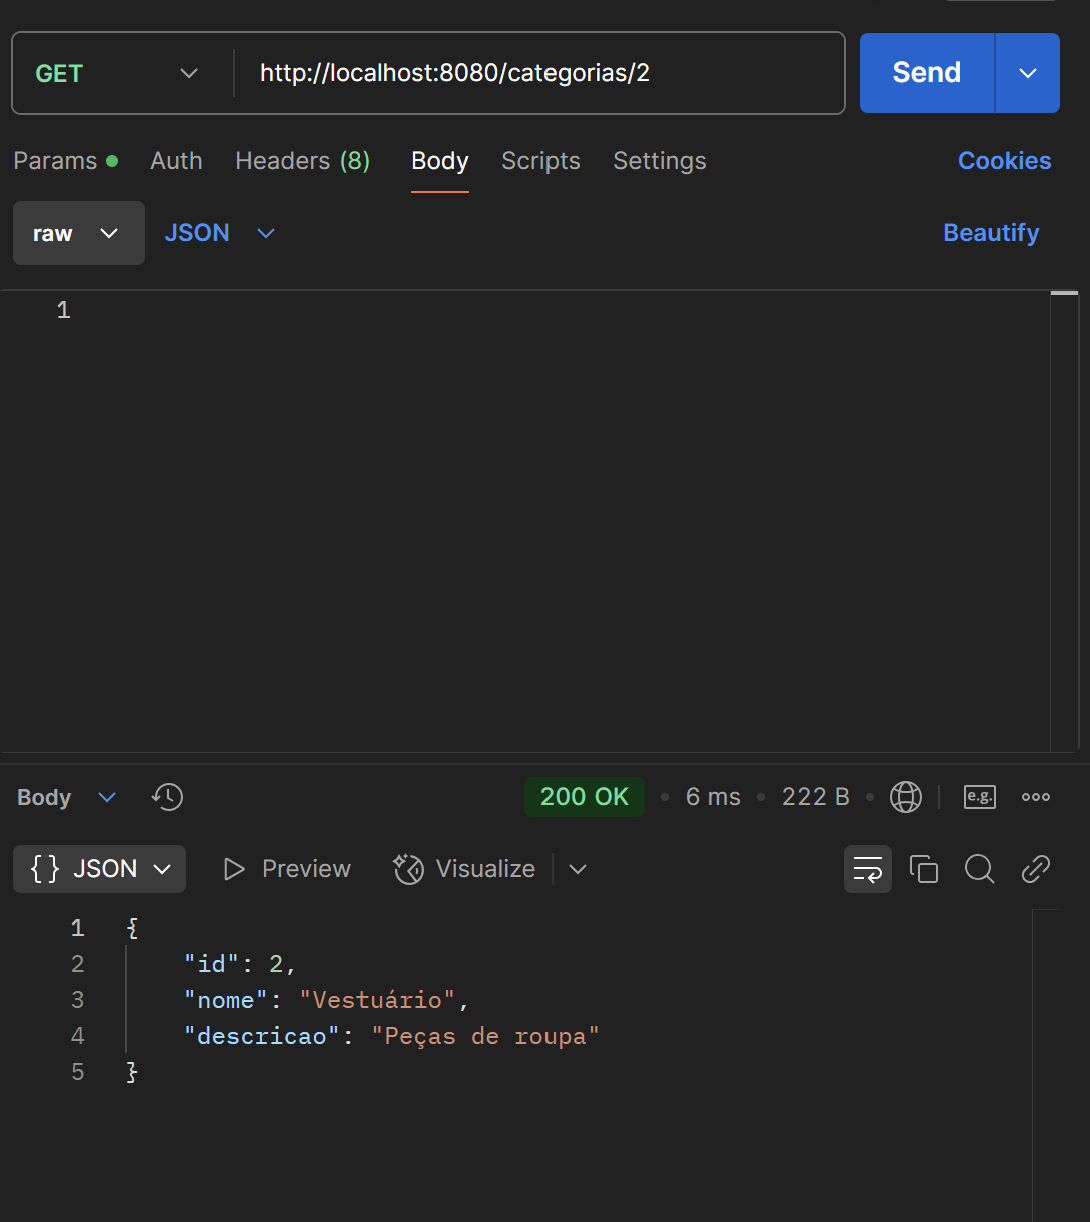 GET http://localhost:8080/categorias/2 Send
Params Auth Headers (8) Body Scripts Settings Cookies
raw JSON Beautify
1
Body 200 OK 6 ms 222 B e.g.
{ } JSON Preview Visualize
1 {
2 "id": 2,
3 "nome": "Vestuário",
4 "descricao": "Peças de roupa"
5 }